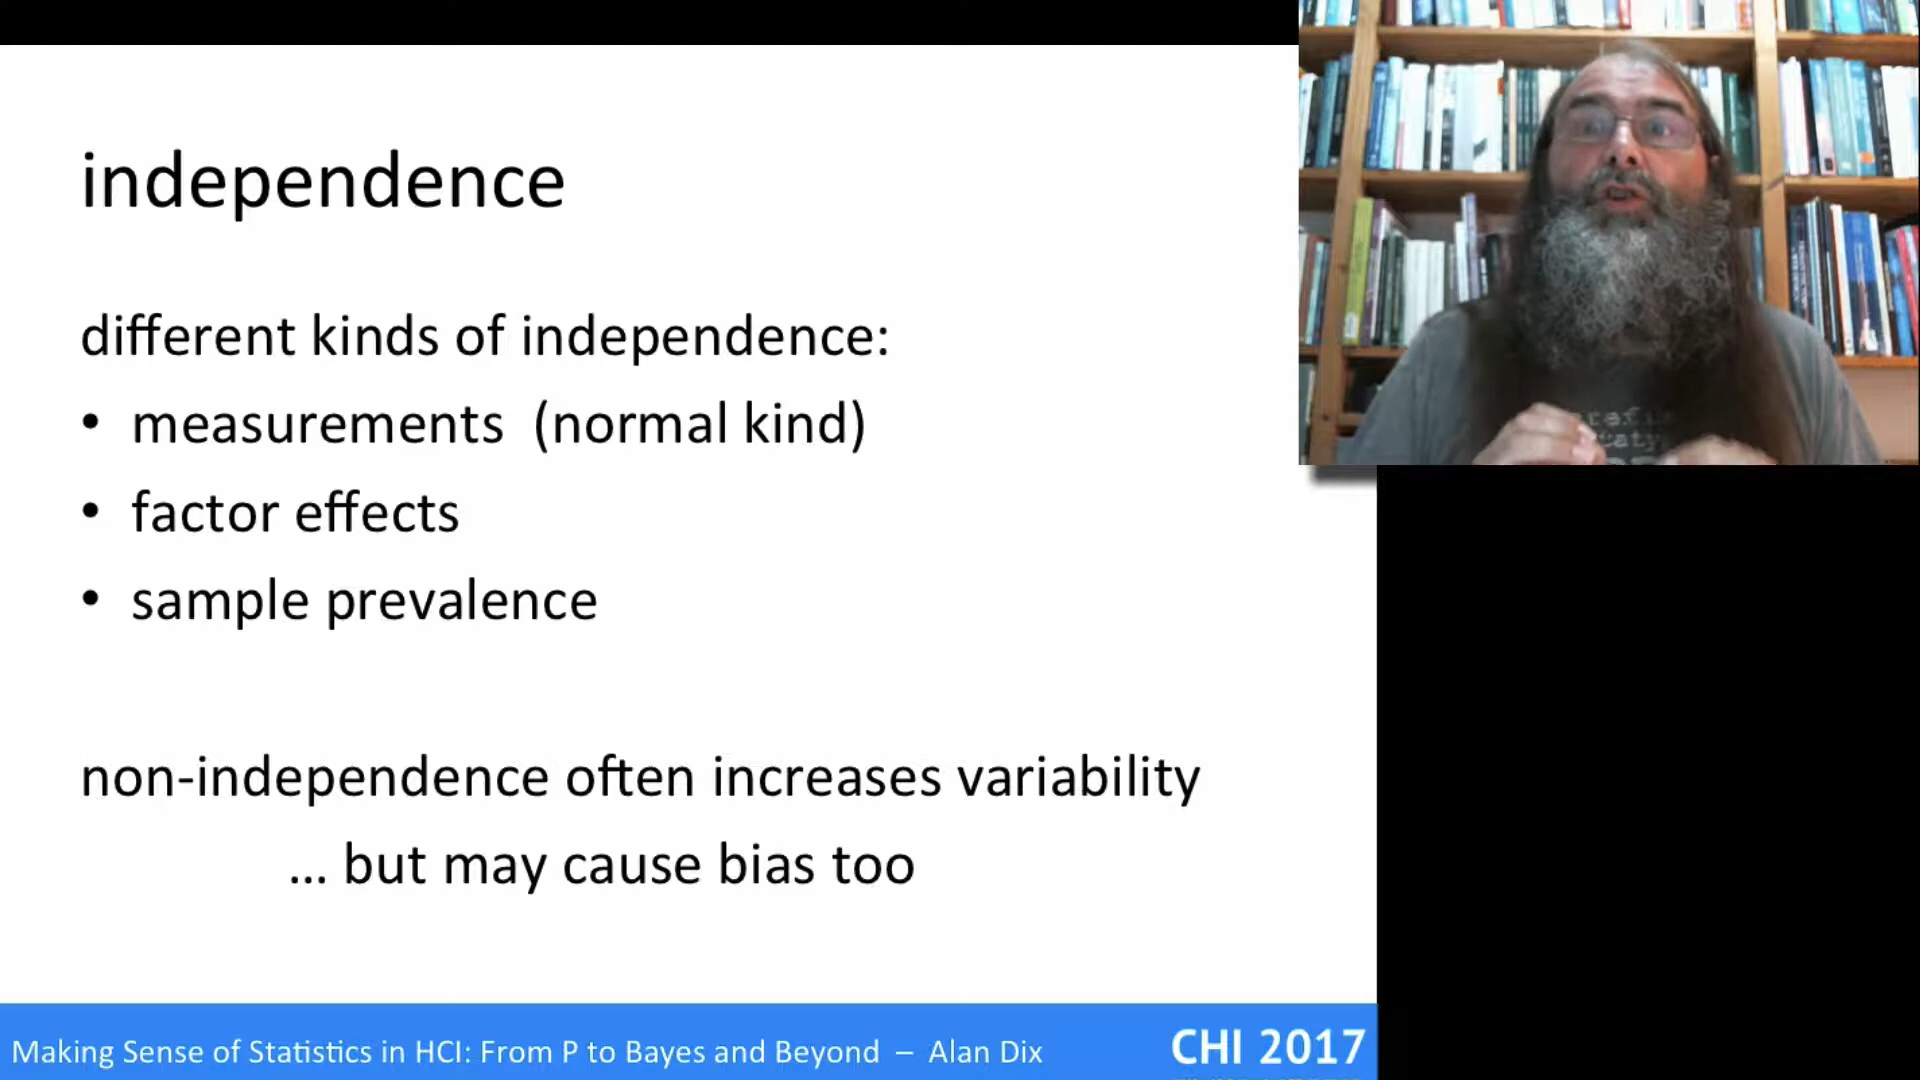 independence
different kinds of independence:
• measurements (normal kind)
• factor effects
• sample prevalence
non-independence often increases variability
... but may cause bias too
Making Sense of Statistics in HCI: From P to Bayes and Beyond – Alan Dix
CHI 2017